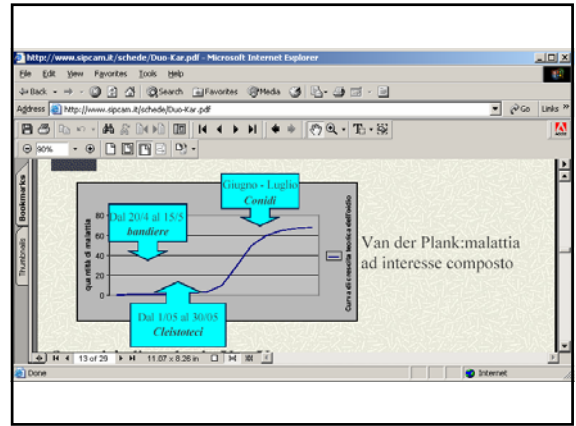 http://www.sipcam.it/schede/Duo-Kar.pdf - Microsoft Internet Explorer
File Edit View Favorites Tools Help
Back Search Favorites Media
Address http://www.sipcam.it/schede/Duo-Kar.pdf Go Links »
90%
Bookmarks
Thumbnails
quantità di malattia
80
60
40
20
0
Dal 20/4 al 15/5
bandiere
Giugno - Luglio
Conidi
Dal 1/05 al 30/05
Cleistoteci
Curva di crescita teorica dell'oidio
Van der Plank:malattia
ad interesse composto
13 of 29 11.07 x 8.26 in
Done Internet